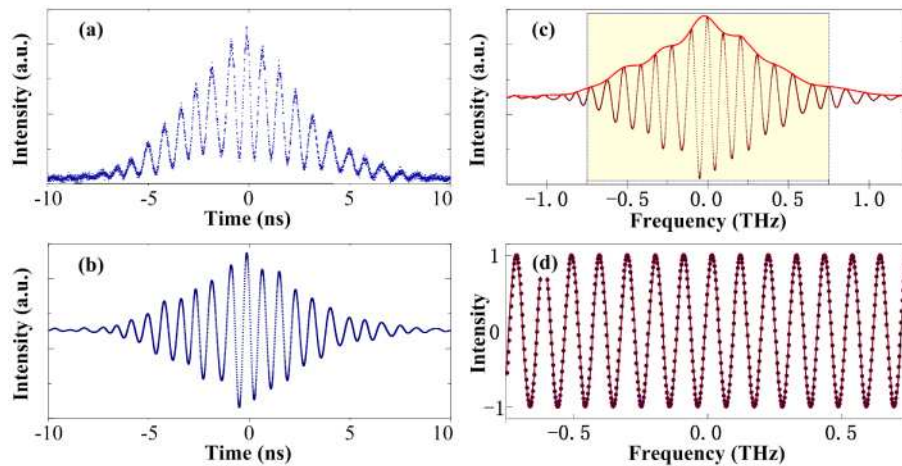 (a)
Intensity (a.u.)
-10 -5 0 5 10
Time (ns)
(b)
Intensity (a.u.)
-10 -5 0 5 10
Time (ns)
(c)
Intensity (a.u.)
-1.0 -0.5 0.0 0.5 1.0
Frequency (THz)
(d)
Intensity
1
0
-1
-0.5 0.0 0.5
Frequency (THz)